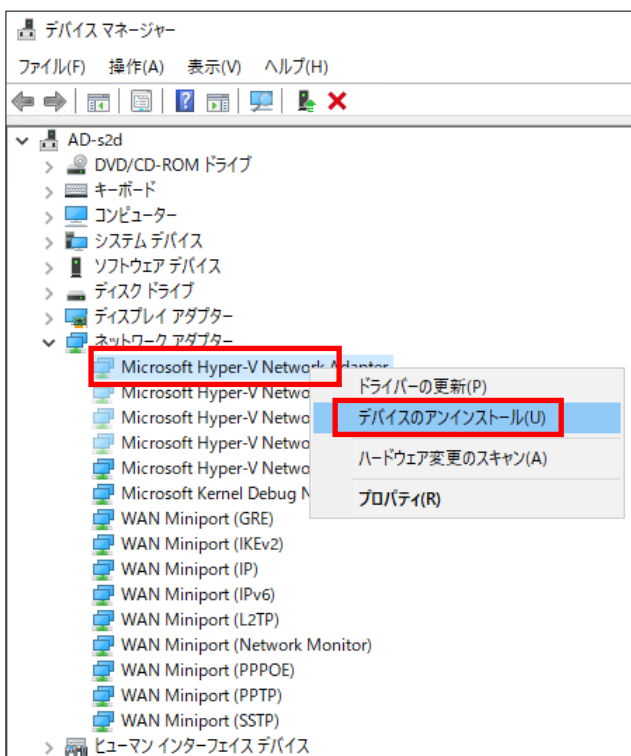 デバイス マネージャー
ファイル(F) 操作(A) 表示(V) ヘルプ(H)
AD-s2d
DVD/CD-ROM ドライブ
キーボード
コンピューター
システム デバイス
ソフトウェア デバイス
ディスク ドライブ
ディスプレイ アダプター
ネットワーク アダプター
Microsoft Hyper-V Network Adapter
Microsoft Hyper-V Netwo
Microsoft Hyper-V Netwo
Microsoft Hyper-V Netwo
Microsoft Hyper-V Netwo
Microsoft Kernel Debug N
WAN Miniport (GRE)
WAN Miniport (IKEv2)
WAN Miniport (IP)
WAN Miniport (IPv6)
WAN Miniport (L2TP)
WAN Miniport (Network Monitor)
WAN Miniport (PPPOE)
WAN Miniport (PPTP)
WAN Miniport (SSTP)
ヒューマン インターフェイス デバイス
ドライバーの更新(P)
デバイスのアンインストール(U)
ハードウェア変更のスキャン(A)
プロパティ(R)